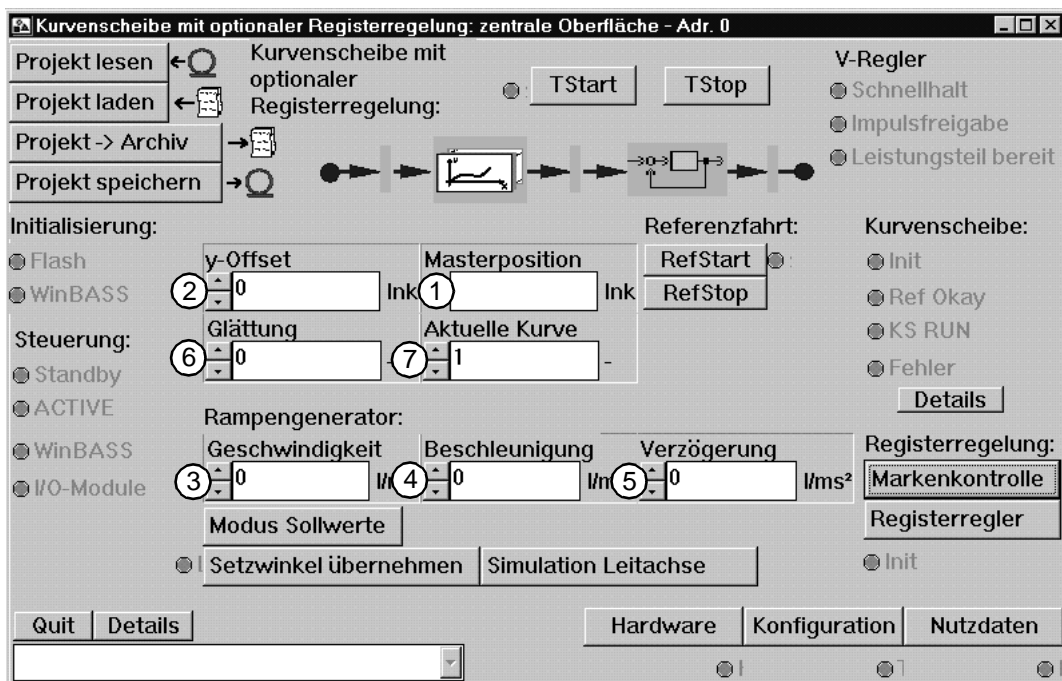 Kurvenscheibe mit optionaler Registerregelung: zentrale Oberfläche - Adr. 0
Projekt lesen
Projekt laden
Projekt -> Archiv
Projekt speichern
Kurvenscheibe mit
optionaler
Registerregelung:
TStart
TStop
V-Regler
Schnellhalt
Impulsfreigabe
Leistungsteil bereit
Initialisierung:
Flash
WinBASS
Steuerung:
Standby
ACTIVE
WinBASS
I/O-Module
y-Offset
2
0
Ink
Masterposition
1
Ink
Glättung
6
0
-
Aktuelle Kurve
7
1
-
Referenzfahrt:
RefStart
RefStop
Kurvenscheibe:
Init
Ref Okay
KS RUN
Fehler
Details
Rampengenerator:
Geschwindigkeit
3
0
Beschleunigung
4
0
Verzögerung
5
0
I/ms²
Modus Sollwerte
Setzwinkel übernehmen
Simulation Leitachse
Registerregelung:
Markenkontrolle
Registerregler
Init
Quit
Details
Hardware
Konfiguration
Nutzdaten